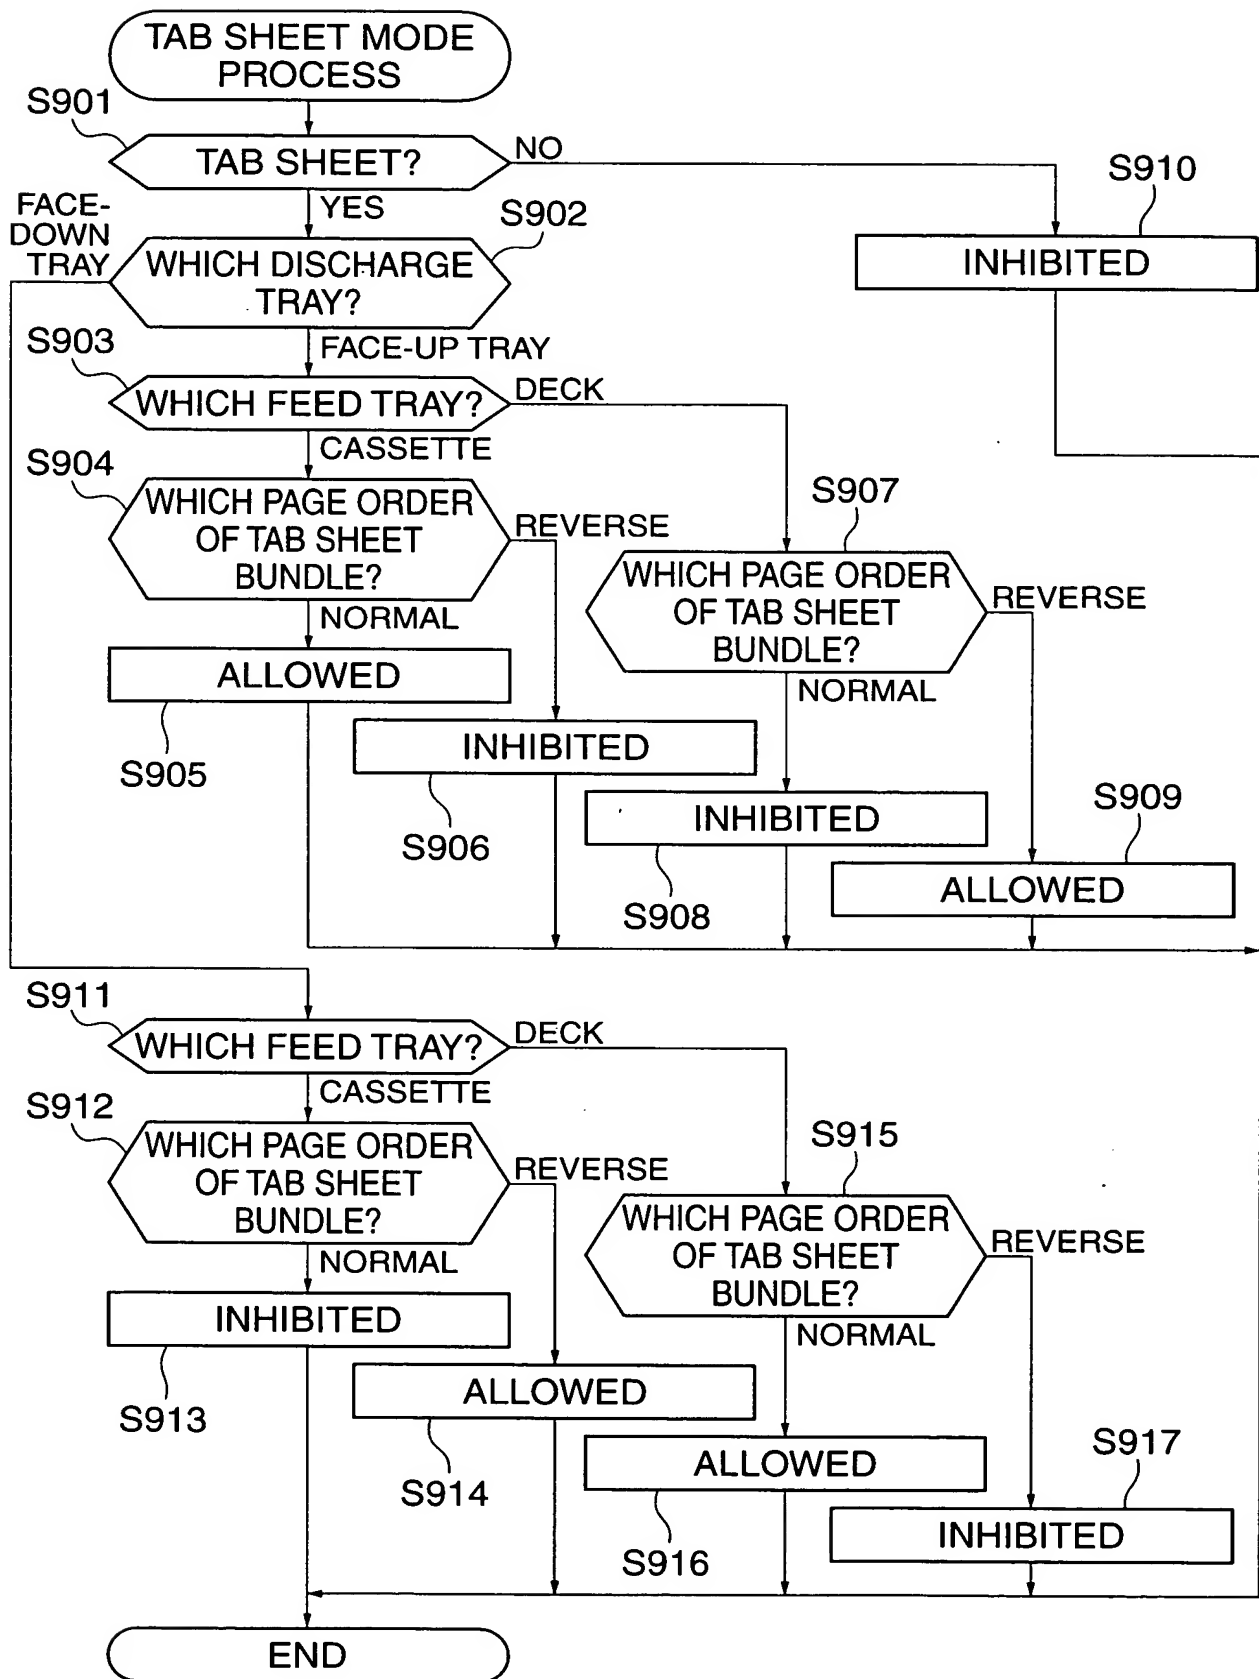 TAB SHEET MODE
PROCESS
S901
TAB SHEET?
NO
YES
S910
INHIBITED
FACE-
DOWN
TRAY
S902
WHICH DISCHARGE
TRAY?
FACE-UP TRAY
S903
WHICH FEED TRAY?
DECK
CASSETTE
S904
WHICH PAGE ORDER
OF TAB SHEET
BUNDLE?
REVERSE
NORMAL
S907
WHICH PAGE ORDER
OF TAB SHEET
BUNDLE?
REVERSE
NORMAL
ALLOWED
S905
INHIBITED
S906
INHIBITED
S908
S909
ALLOWED
S911
WHICH FEED TRAY?
DECK
CASSETTE
S912
WHICH PAGE ORDER
OF TAB SHEET
BUNDLE?
REVERSE
NORMAL
S915
WHICH PAGE ORDER
OF TAB SHEET
BUNDLE?
REVERSE
NORMAL
INHIBITED
S913
ALLOWED
S914
ALLOWED
S916
S917
INHIBITED
END